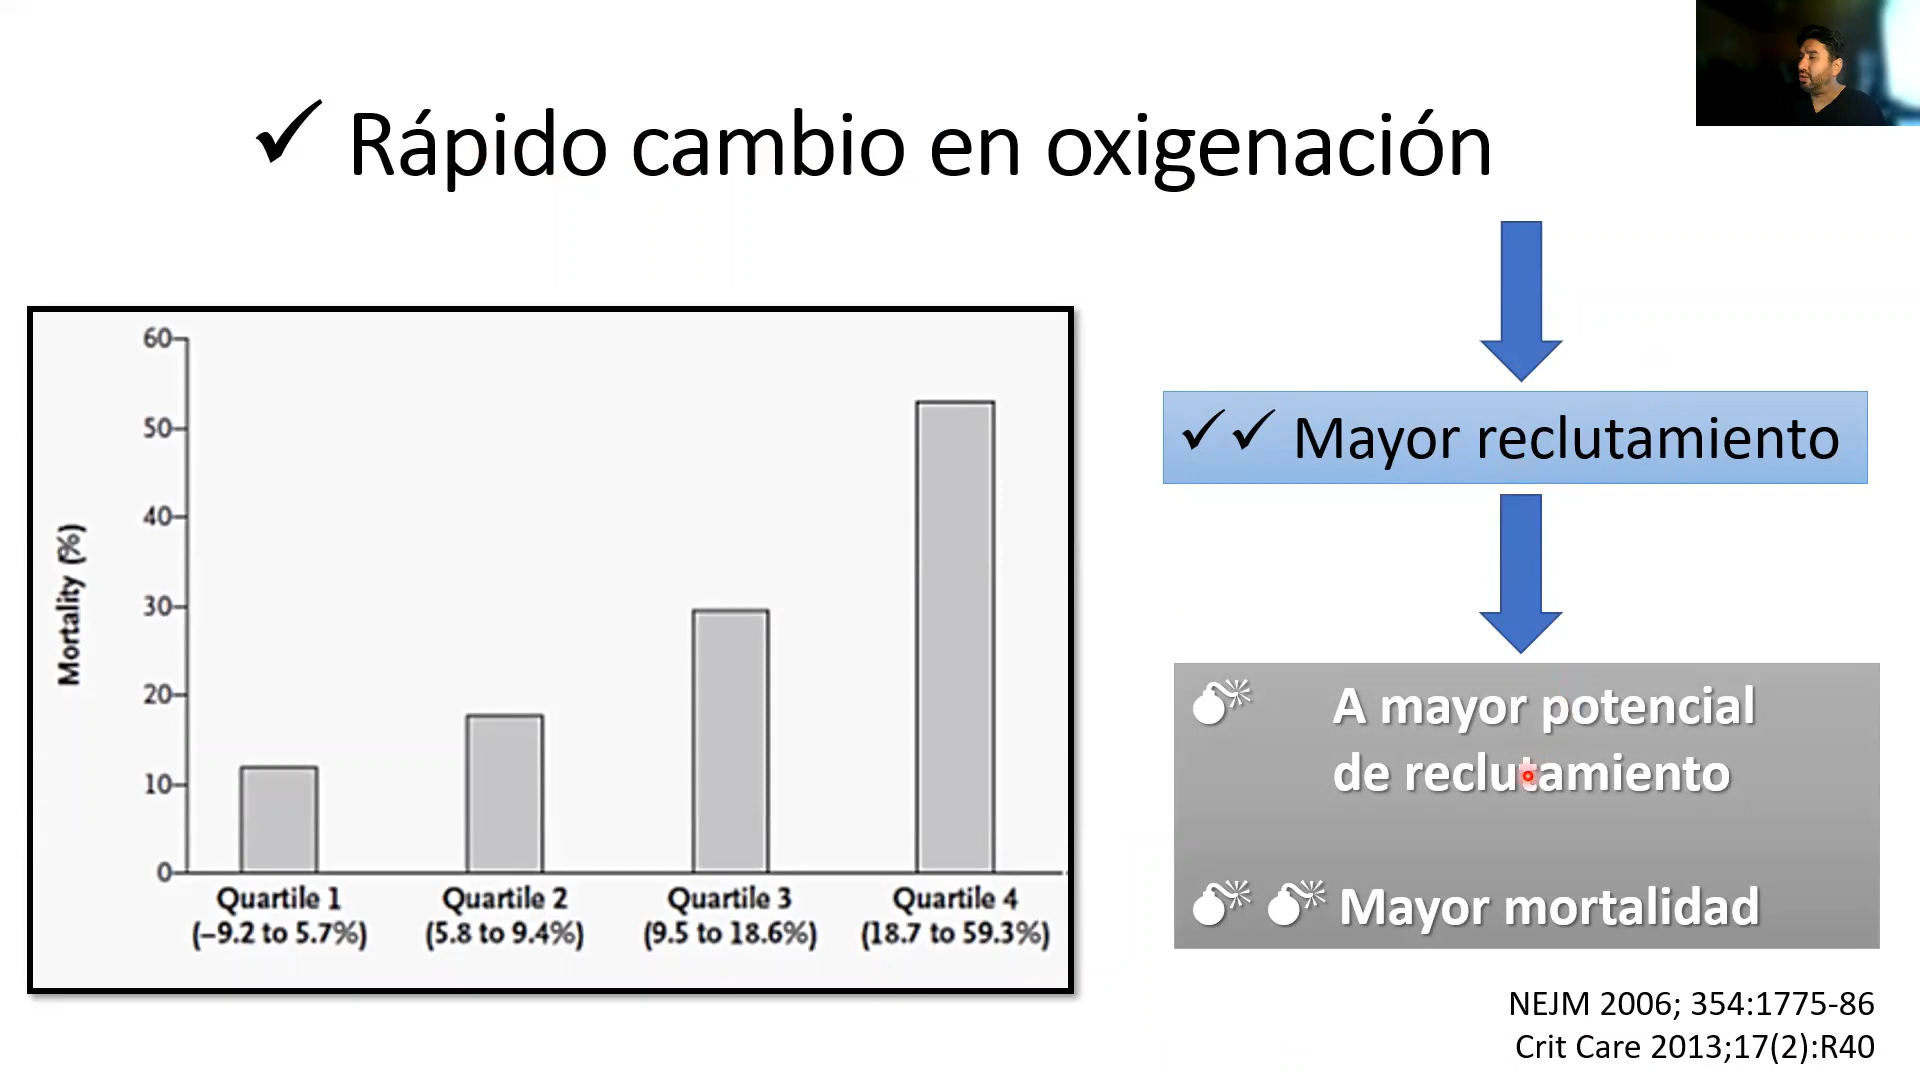 ✓ Rápido cambio en oxigenación
60
50
40
30
20
10
0
Mortality (%)
Quartile 1
(−9.2 to 5.7%)
Quartile 2
(5.8 to 9.4%)
Quartile 3
(9.5 to 18.6%)
Quartile 4
(18.7 to 59.3%)
✓✓ Mayor reclutamiento
A mayor potencial
de reclutamiento
Mayor mortalidad
NEJM 2006; 354:1775-86
Crit Care 2013;17(2):R40